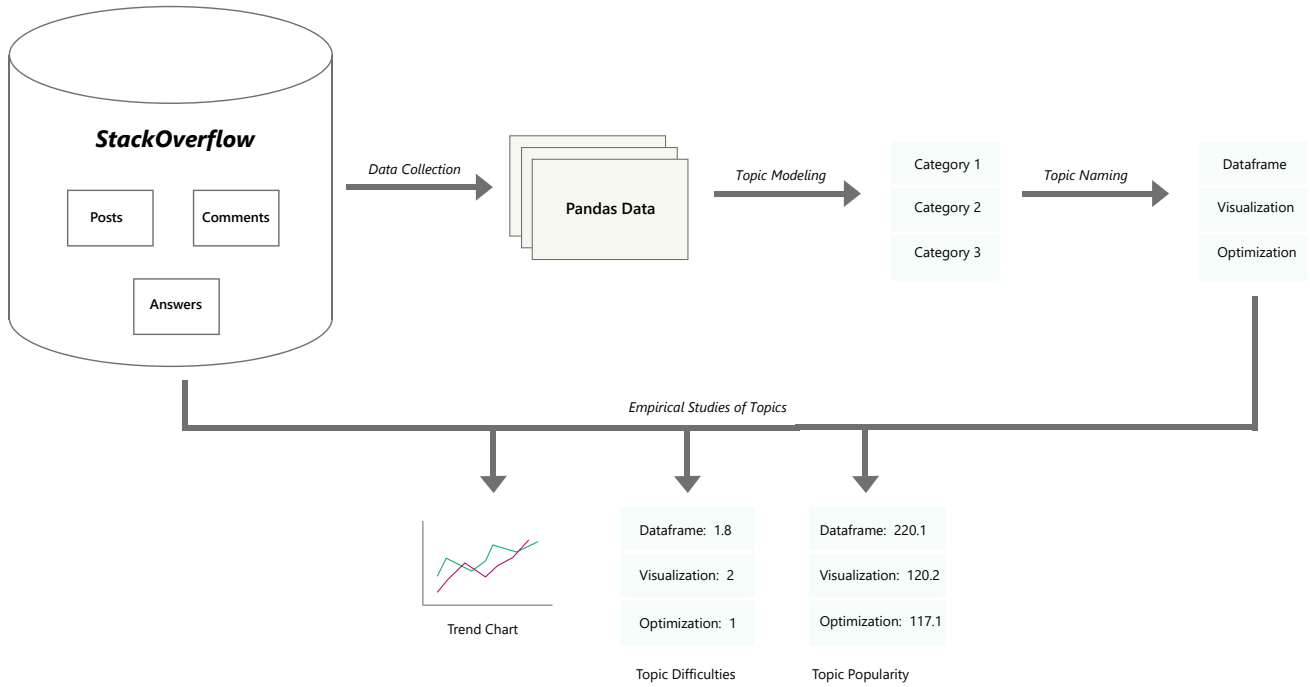 StackOverflow
Posts
Comments
Answers
Data Collection
Pandas Data
Topic Modeling
Category 1
Category 2
Category 3
Topic Naming
Dataframe
Visualization
Optimization
Empirical Studies of Topics
Trend Chart
Dataframe: 1.8
Visualization: 2
Optimization: 1
Topic Difficulties
Dataframe: 220.1
Visualization: 120.2
Optimization: 117.1
Topic Popularity